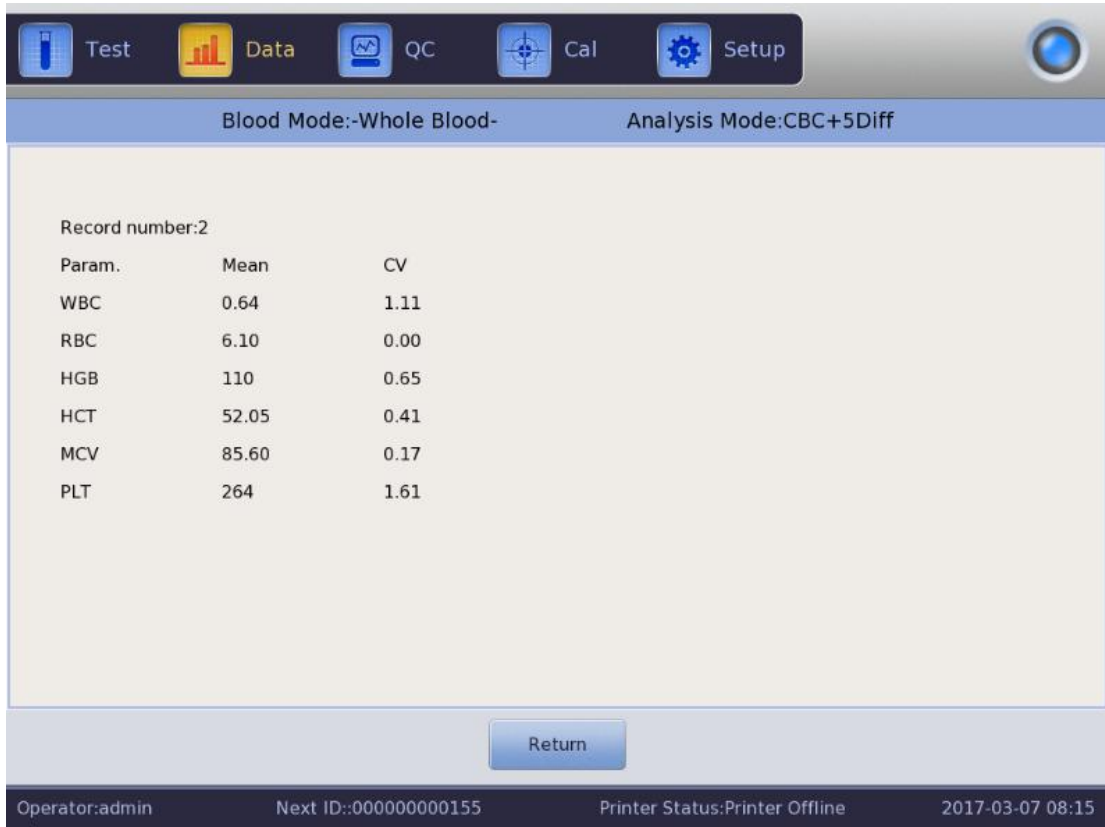 Test Data QC Cal Setup
Blood Mode:-Whole Blood- Analysis Mode:CBC+5Diff
Record number:2
Param. Mean CV
WBC 0.64 1.11
RBC 6.10 0.00
HGB 110 0.65
HCT 52.05 0.41
MCV 85.60 0.17
PLT 264 1.61
Return
Operator:admin Next ID::000000000155 Printer Status:Printer Offline 2017-03-07 08:15